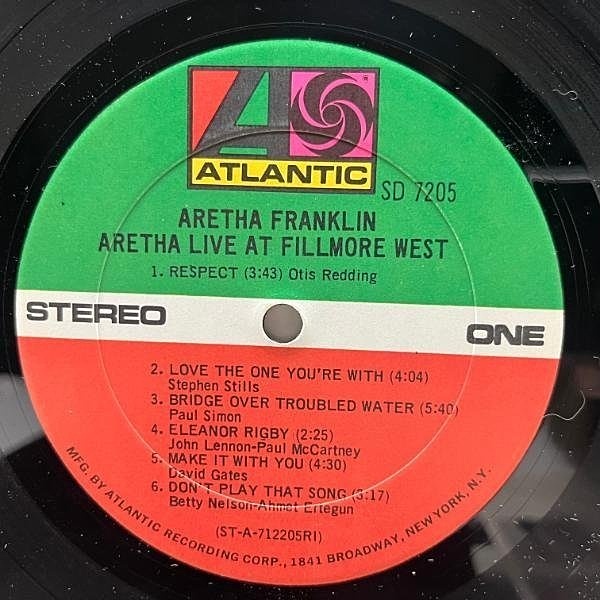 ATLANTIC
SD 7205
ARETHA FRANKLIN
ARETHA LIVE AT FILLMORE WEST
1. RESPECT (3:43) Otis Redding
STEREO
ONE
2. LOVE THE ONE YOU'RE WITH (4:04)
Stephen Stills
3. BRIDGE OVER TROUBLED WATER (5:40)
Paul Simon
4. ELEANOR RIGBY (2:25)
John Lennon-Paul McCartney
5. MAKE IT WITH YOU (4:30)
David Gates
6. DON'T PLAY THAT SONG (3:17)
Betty Nelson-Ahmet Ertegun
(ST-A-712205RI)
MFG. BY ATLANTIC RECORDING CORP., 1841 BROADWAY, NEW YORK, N.Y.